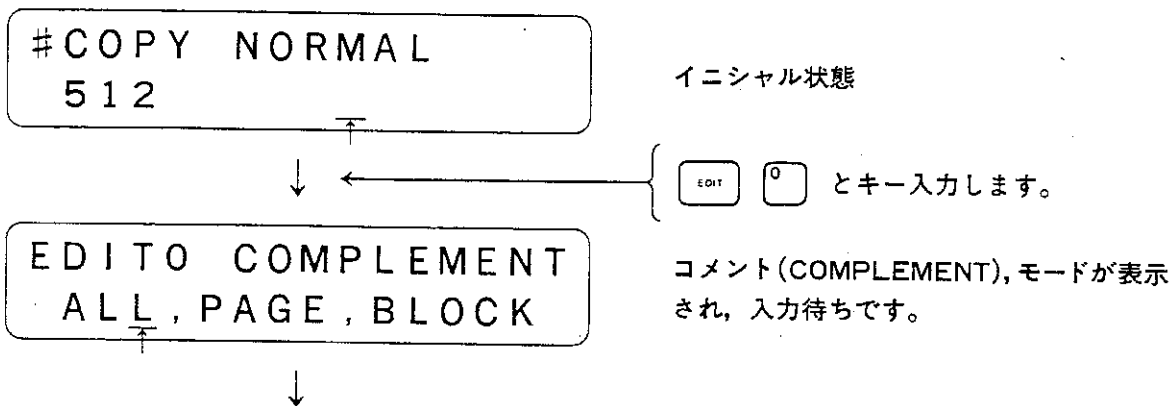 #COPY NORMAL
512
イニシャル状態
EDIT 0 とキー入力します。
EDIT0 COMPLEMENT
ALL,PAGE,BLOCK
コメント(COMPLEMENT),モードが表示
され,入力待ちです。